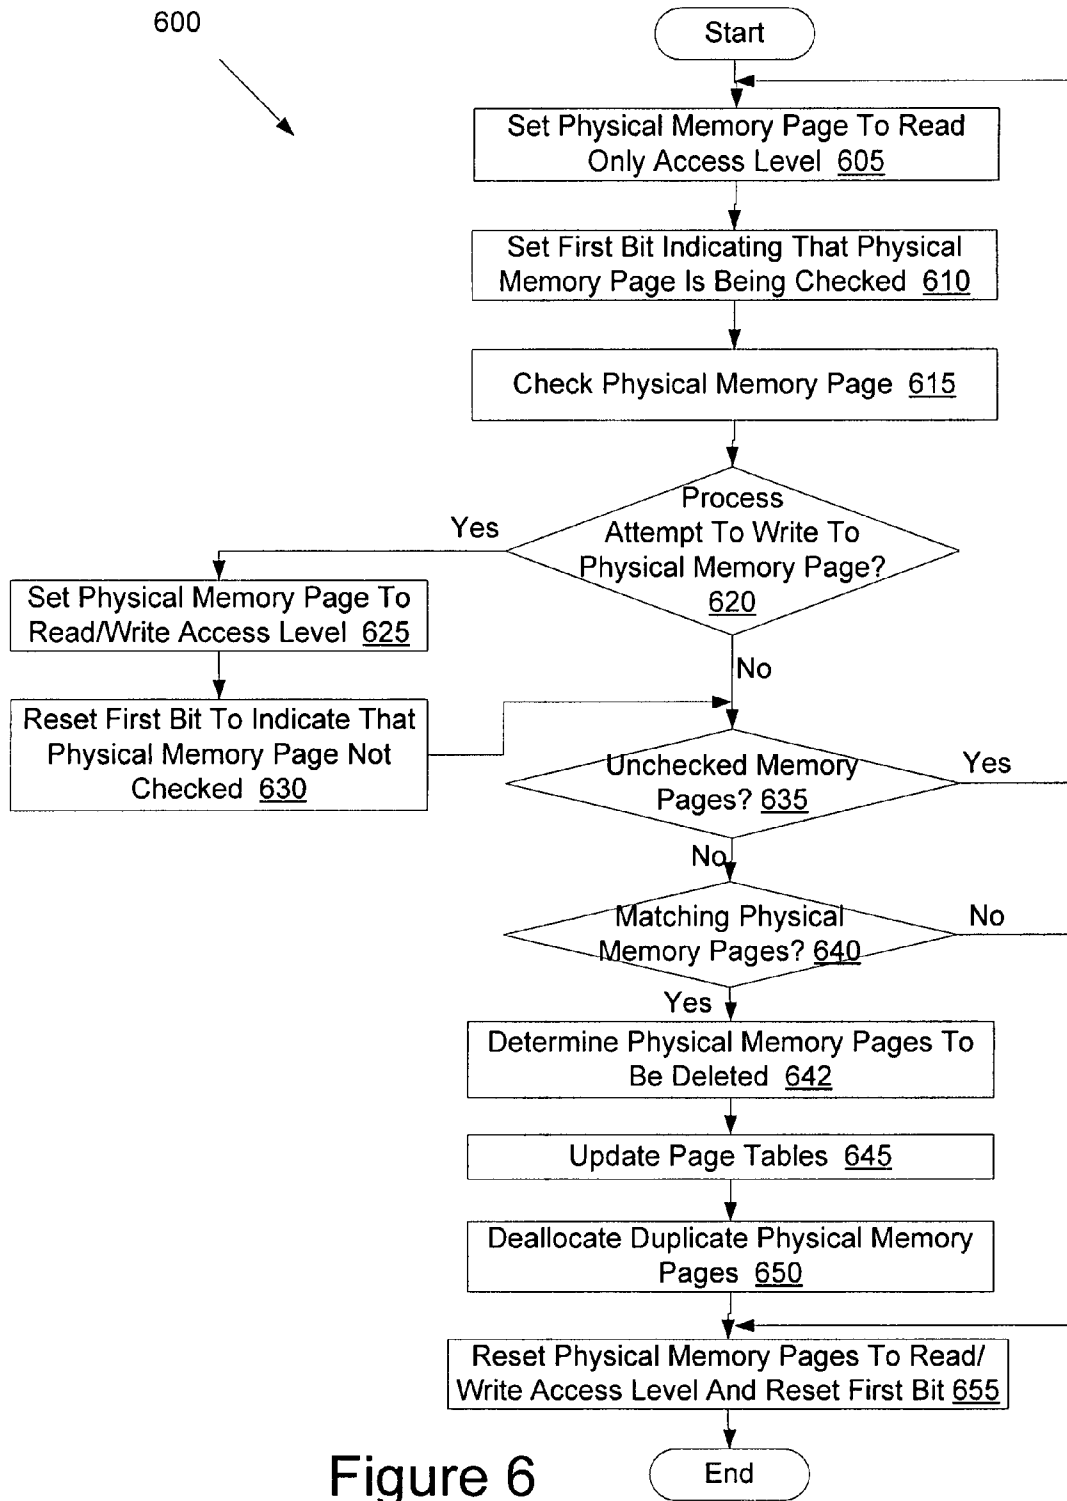 600
Start
Set Physical Memory Page To Read
Only Access Level 605
Set First Bit Indicating That Physical
Memory Page Is Being Checked 610
Check Physical Memory Page 615
Process
Attempt To Write To
Physical Memory Page?
620
Yes
Set Physical Memory Page To
Read/Write Access Level 625
No
Reset First Bit To Indicate That
Physical Memory Page Not
Checked 630
Unchecked Memory
Pages? 635
Yes
No
Matching Physical
Memory Pages? 640
No
Yes
Determine Physical Memory Pages To
Be Deleted 642
Update Page Tables 645
Deallocate Duplicate Physical Memory
Pages 650
Reset Physical Memory Pages To Read/
Write Access Level And Reset First Bit 655
End
Figure 6